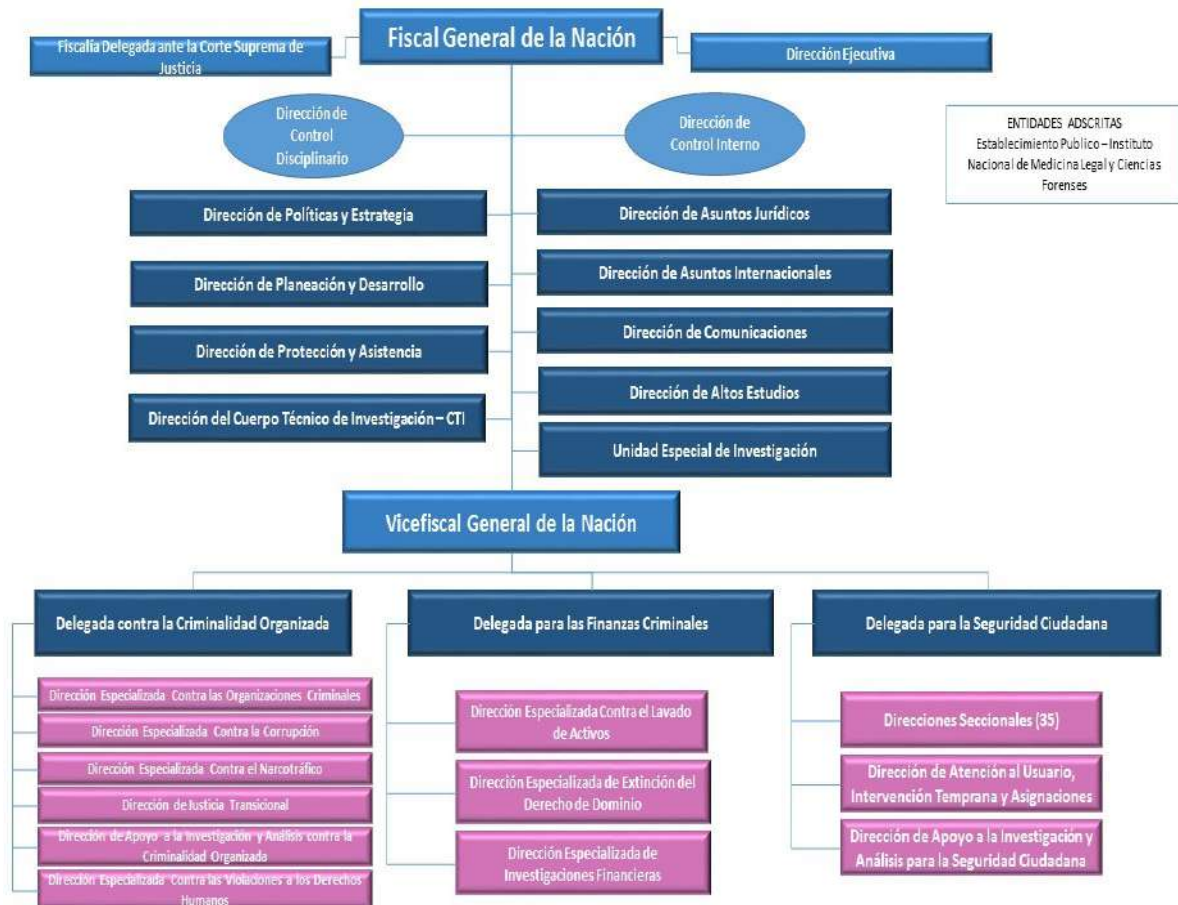 Fiscal General de la Nación
Fiscalía Delegada ante la Corte Suprema de
Justicia
Dirección Ejecutiva
Dirección de
Control
Disciplinario
Dirección de
Control Interno
ENTIDADES ADSCRITAS
Establecimiento Publico – Instituto
Nacional de Medicina Legal y Ciencias
Forenses
Dirección de Políticas y Estrategia
Dirección de Asuntos Jurídicos
Dirección de Planeación y Desarrollo
Dirección de Asuntos Internacionales
Dirección de Protección y Asistencia
Dirección de Comunicaciones
Dirección del Cuerpo Técnico de Investigación – CTI
Dirección de Altos Estudios
Unidad Especial de Investigación
Vicefiscal General de la Nación
Delegada contra la Criminalidad Organizada
Dirección Especializada Contra las Organizaciones Criminales
Dirección Especializada Contra la Corrupción
Dirección Especializada Contra el Narcotráfico
Dirección de Justicia Transicional
Dirección de Apoyo a la Investigación y Análisis contra la
Criminalidad Organizada
Dirección Especializada Contra las Violaciones a los Derechos
Humanos
Delegada para las Finanzas Criminales
Dirección Especializada Contra el Lavado
de Activos
Dirección Especializada de Extinción del
Derecho de Dominio
Dirección Especializada de
Investigaciones Financieras
Delegada para la Seguridad Ciudadana
Direcciones Seccionales (35)
Dirección de Atención al Usuario,
Intervención Temprana y Asignaciones
Dirección de Apoyo a la Investigación y
Análisis para la Seguridad Ciudadana